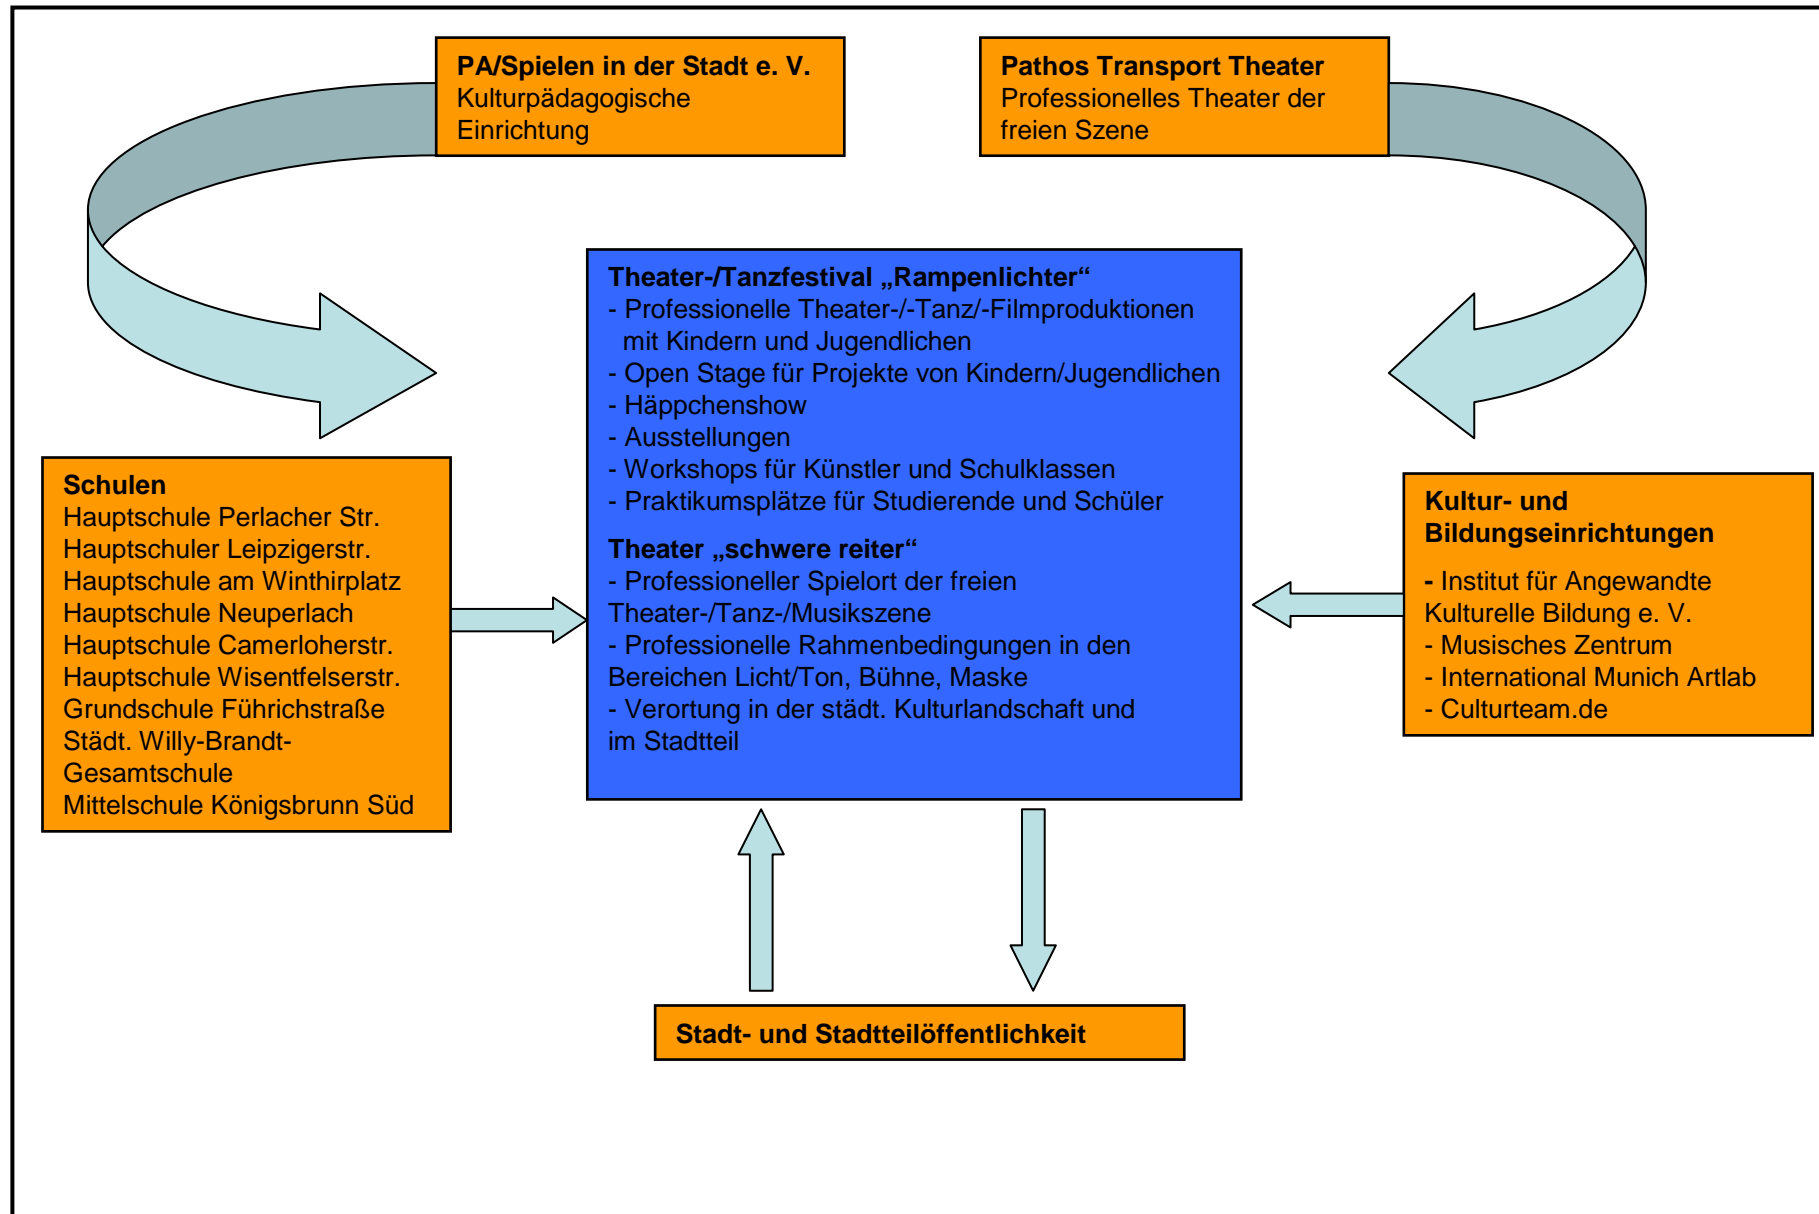 PA/Spielen in der Stadt e. V.
Kulturpädagogische
Einrichtung
Pathos Transport Theater
Professionelles Theater der
freien Szene
Theater-/Tanzfestival „Rampenlichter“
- Professionelle Theater-/-Tanz/-Filmproduktionen
mit Kindern und Jugendlichen
- Open Stage für Projekte von Kindern/Jugendlichen
- Häppchenshow
- Ausstellungen
- Workshops für Künstler und Schulklassen
- Praktikumsplätze für Studierende und Schüler
Theater „schwere reiter“
- Professioneller Spielort der freien
Theater-/Tanz-/Musikszene
- Professionelle Rahmenbedingungen in den
Bereichen Licht/Ton, Bühne, Maske
- Verortung in der städt. Kulturlandschaft und
im Stadtteil
Schulen
Hauptschule Perlacher Str.
Hauptschuler Leipzigerstr.
Hauptschule am Winthirplatz
Hauptschule Neuperlach
Hauptschule Camerloherstr.
Hauptschule Wisentfelserstr.
Grundschule Führichstraße
Städt. Willy-Brandt-
Gesamtschule
Mittelschule Königsbrunn Süd
Kultur- und
Bildungseinrichtungen
- Institut für Angewandte
Kulturelle Bildung e. V.
- Musisches Zentrum
- International Munich Artlab
- Culturteam.de
Stadt- und Stadtteilöffentlichkeit